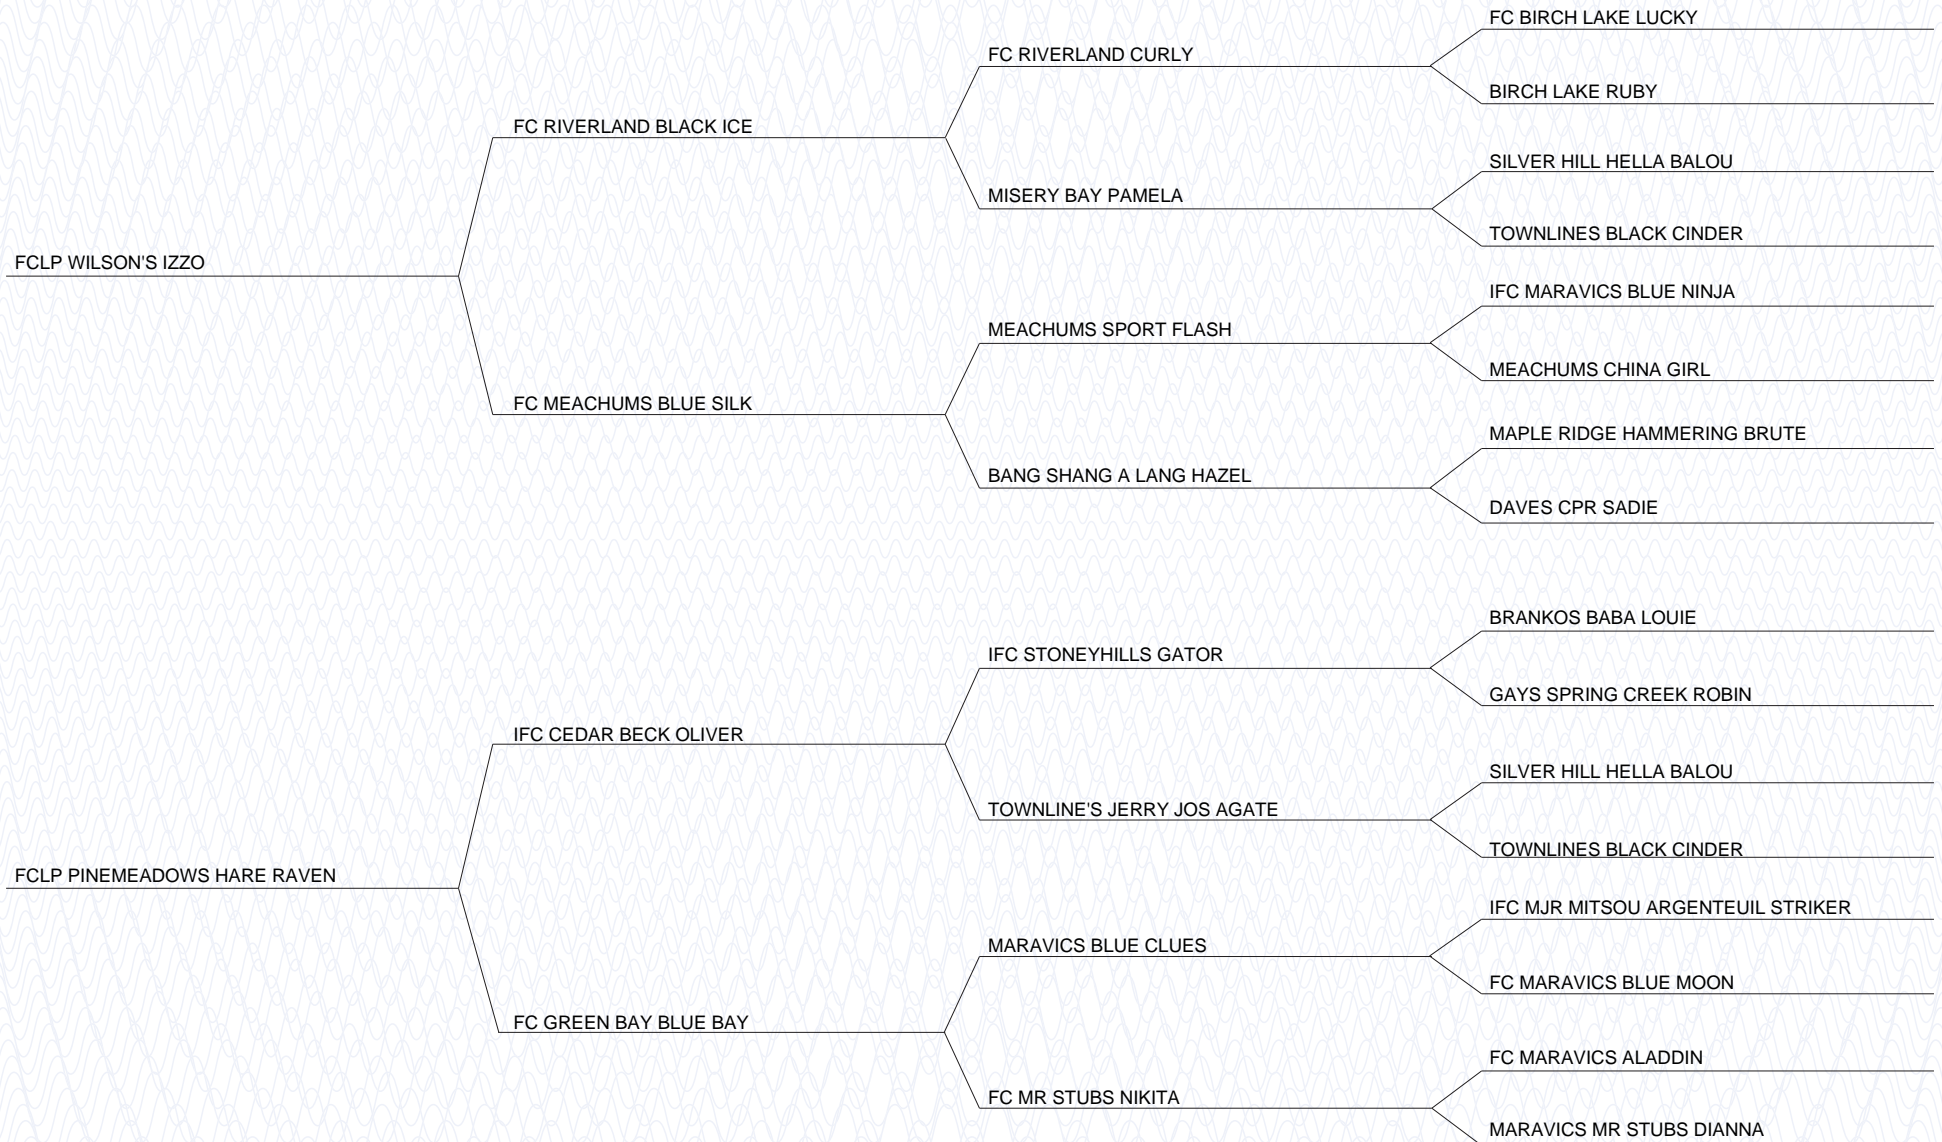 FC BIRCH LAKE LUCKY
FC RIVERLAND CURLY
BIRCH LAKE RUBY
FC RIVERLAND BLACK ICE
SILVER HILL HELLA BALOU
MISERY BAY PAMELA
TOWNLINES BLACK CINDER
FCLP WILSON'S IZZO
IFC MARAVICS BLUE NINJA
MEACHUMS SPORT FLASH
MEACHUMS CHINA GIRL
FC MEACHUMS BLUE SILK
MAPLE RIDGE HAMMERING BRUTE
BANG SHANG A LANG HAZEL
DAVES CPR SADIE
BRANKOS BABA LOUIE
IFC STONEYHILLS GATOR
GAYS SPRING CREEK ROBIN
IFC CEDAR BECK OLIVER
SILVER HILL HELLA BALOU
TOWNLINE'S JERRY JOS AGATE
TOWNLINES BLACK CINDER
FCLP PINEMEADOWS HARE RAVEN
IFC MJR MITSOU ARGENTEUIL STRIKER
MARAVICS BLUE CLUES
FC MARAVICS BLUE MOON
FC GREEN BAY BLUE BAY
FC MARAVICS ALADDIN
FC MR STUBS NIKITA
MARAVICS MR STUBS DIANNA